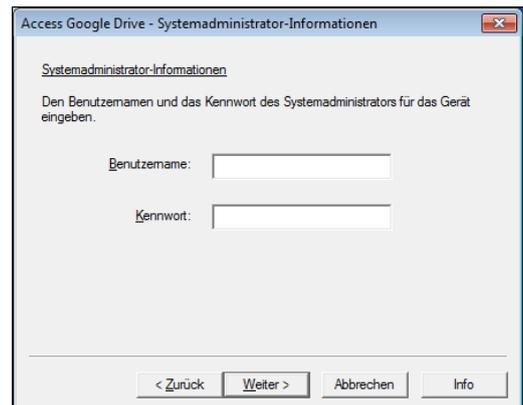 Access Google Drive - Systemadministrator-Informationen
Systemadministrator-Informationen
Den Benutzernamen und das Kennwort des Systemadministrators für das Gerät
eingeben.
Benutzername:
Kennwort:
< Zurück Weiter > Abbrechen Info